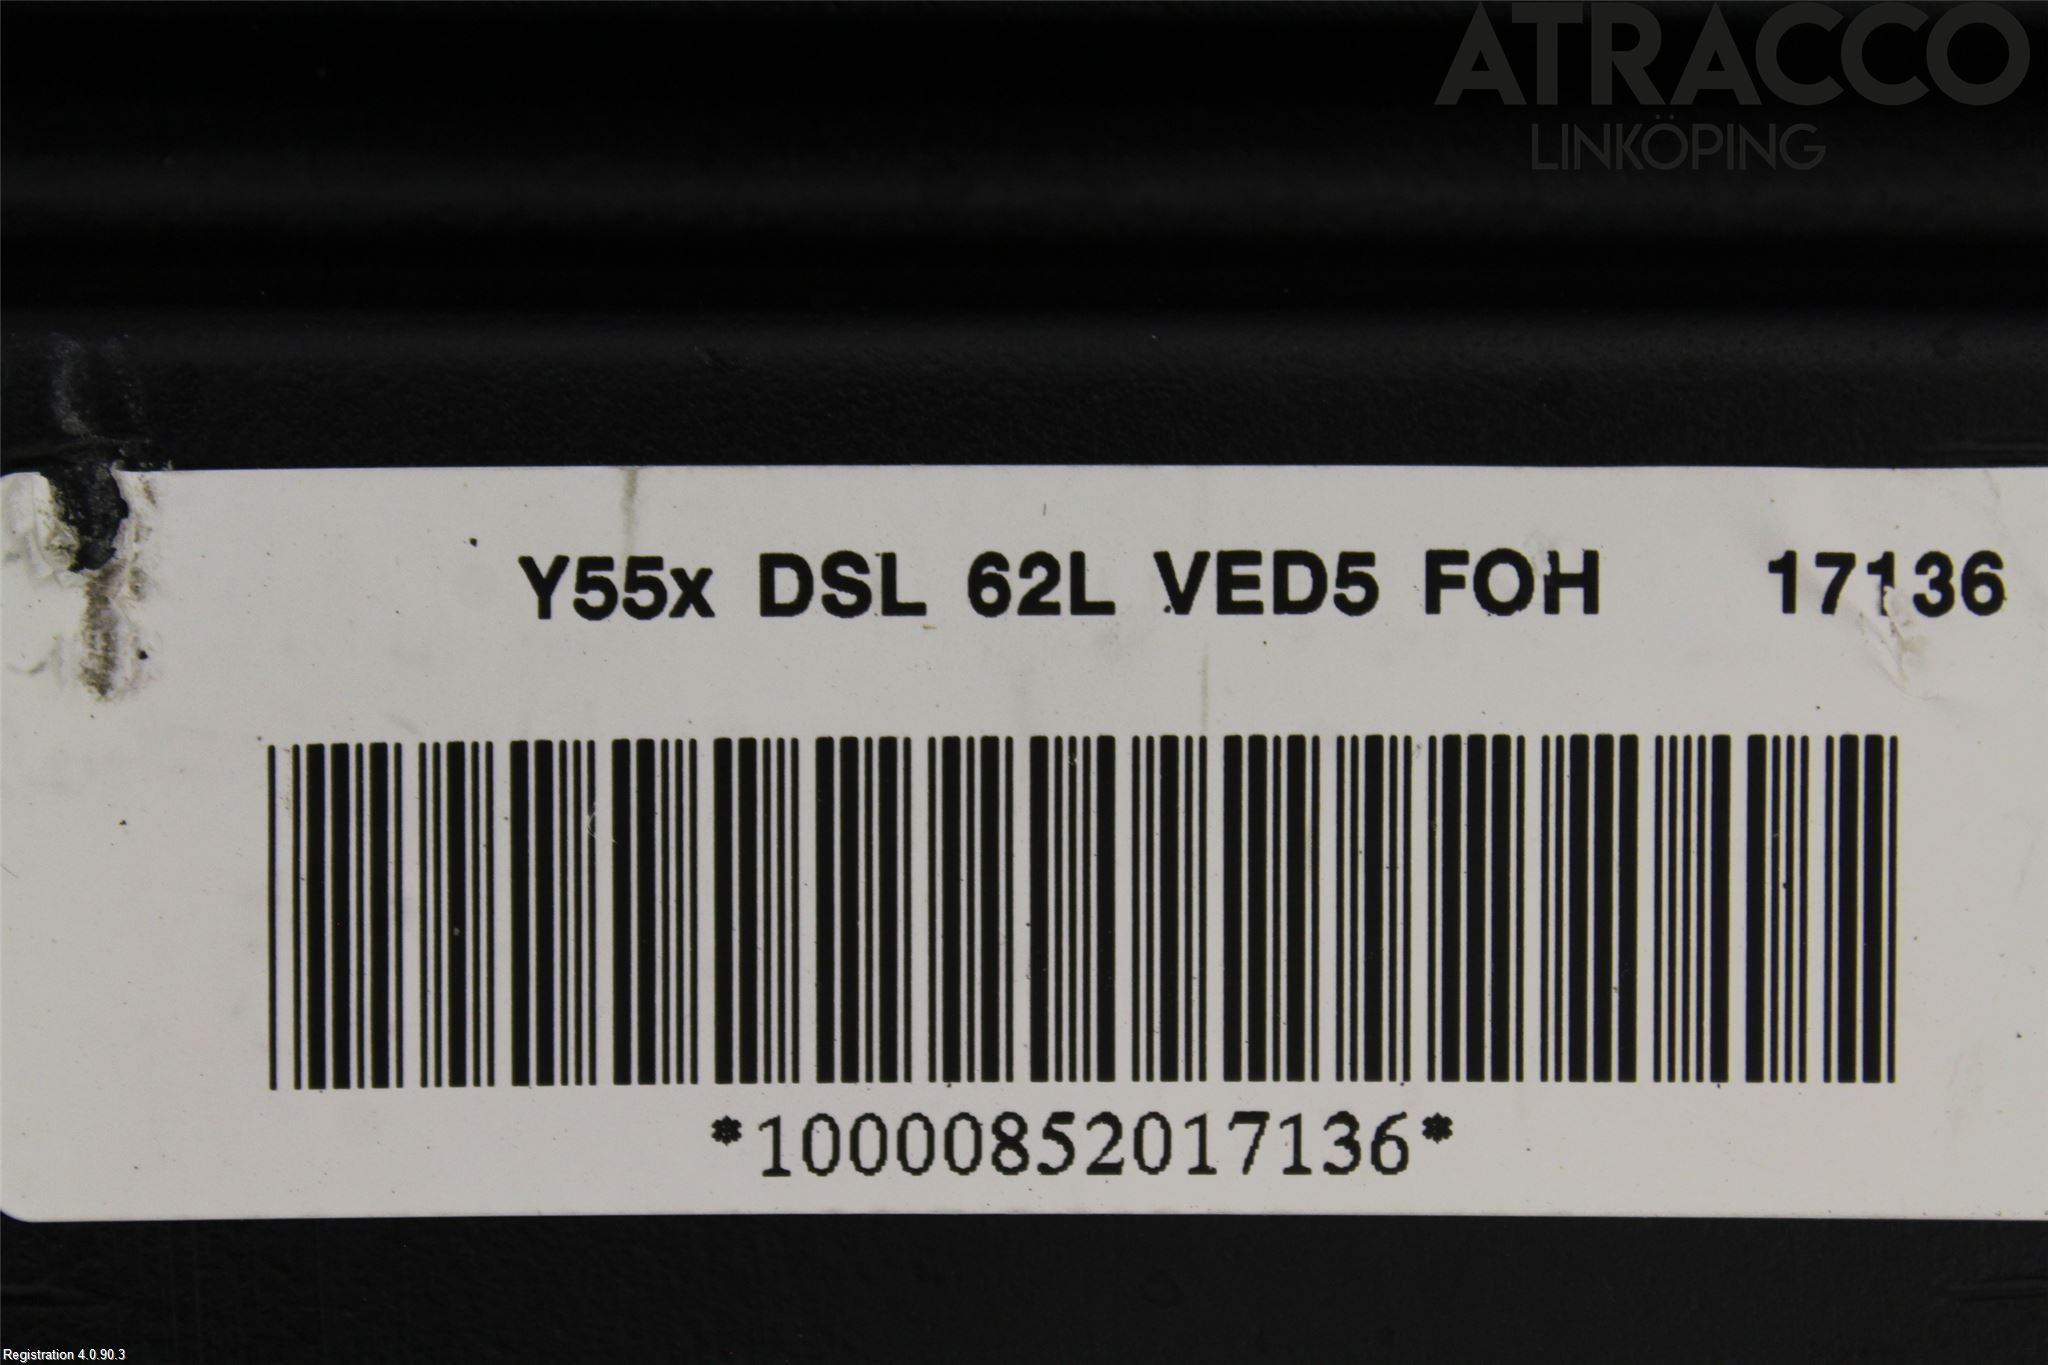 ATRACCO
LINKÖPING
Y55x DSL 62L VED5 FOH 17136
*10000852017136*
Registration 4.0.90.3